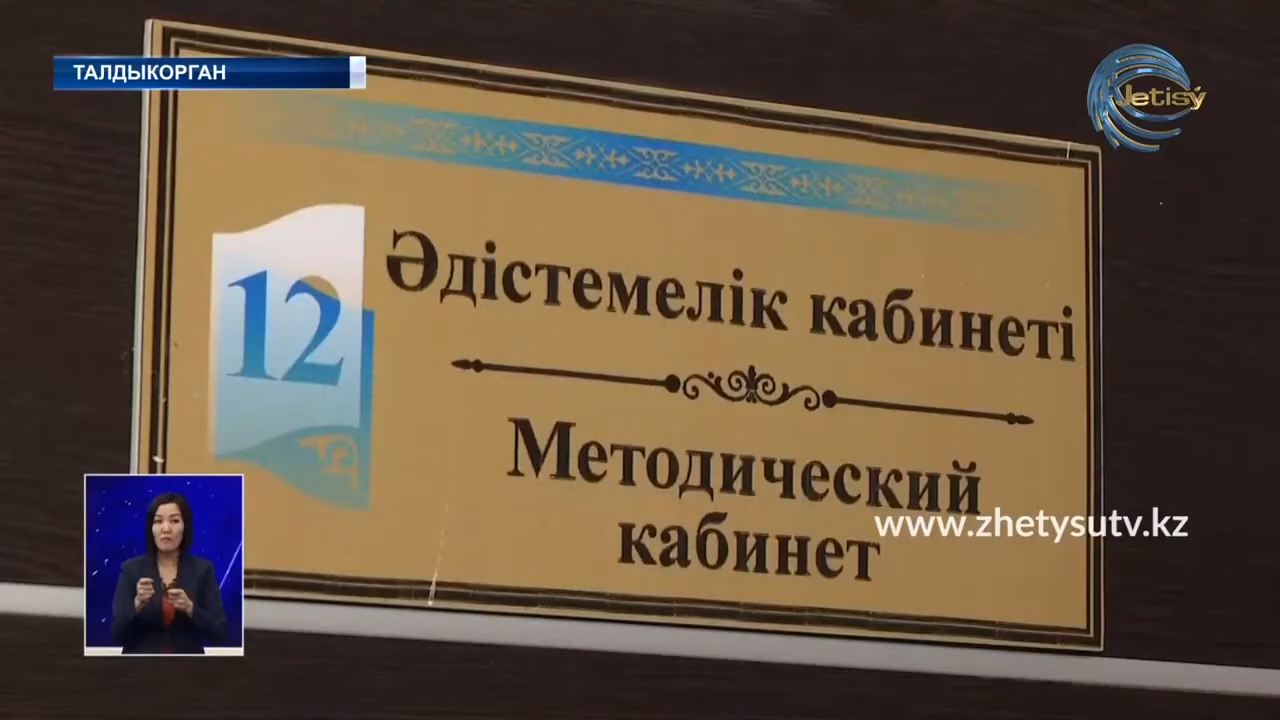 ТАЛДЫКОРГАН
Jetisý
12
Әдістемелік кабинеті
Методический
кабинет
www.zhetysutv.kz